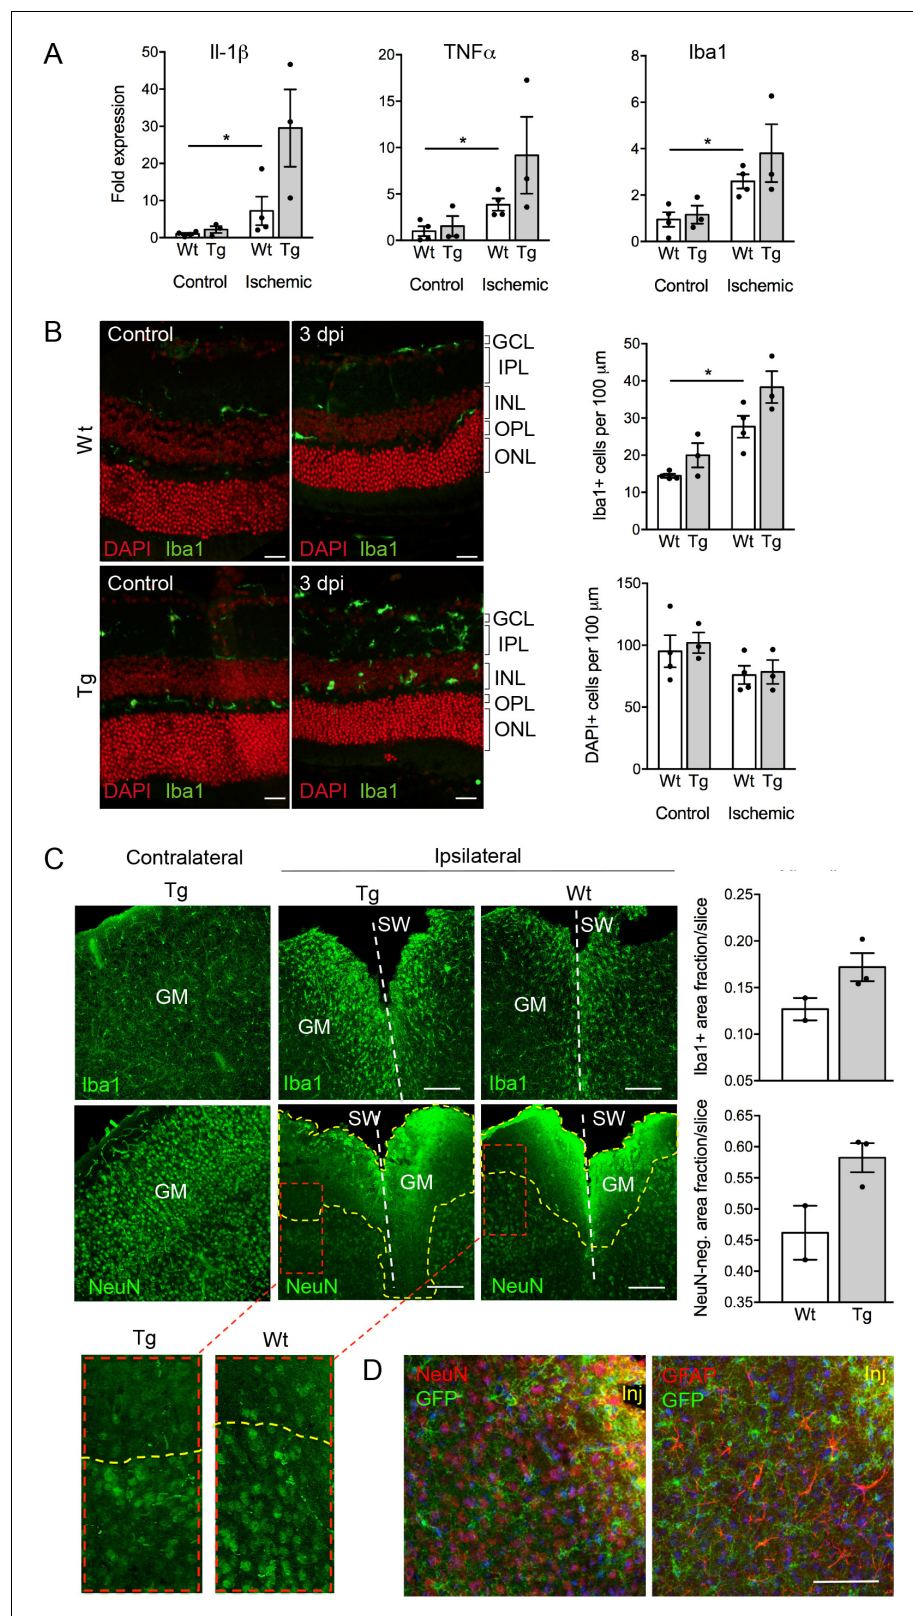 A
Il-1β
TNFα
Iba1
Fold expression
50
40
30
20
10
0
20
15
10
5
0
8
6
4
2
0
*
*
*
Wt Tg Wt Tg
Wt Tg Wt Tg
Wt Tg Wt Tg
Control Ischemic
Control Ischemic
Control Ischemic
B
Control
3 dpi
GCL
IPL
INL
OPL
ONL
Wt
DAPI Iba1
DAPI Iba1
Control
3 dpi
GCL
IPL
INL
OPL
ONL
Tg
DAPI Iba1
DAPI Iba1
Iba1+ cells per 100 µm
50
40
30
20
10
0
*
Wt Tg Wt Tg
DAPI+ cells per 100 µm
150
100
50
0
Wt Tg Wt Tg
Control Ischemic
C
Contralateral
Ipsilateral
Tg
Tg
Wt
GM
Iba1
SW
GM
Iba1
SW
GM
Iba1
NeuN
GM
SW
GM
NeuN
SW
GM
NeuN
Iba1+ area fraction/slice
0.25
0.20
0.15
0.10
0.05
NeuN-neg. area fraction/slice
0.65
0.60
0.55
0.50
0.45
0.40
0.35
Wt Tg
Tg
Wt
D
NeuN
GFP
Inj
GFAP
GFP
Inj